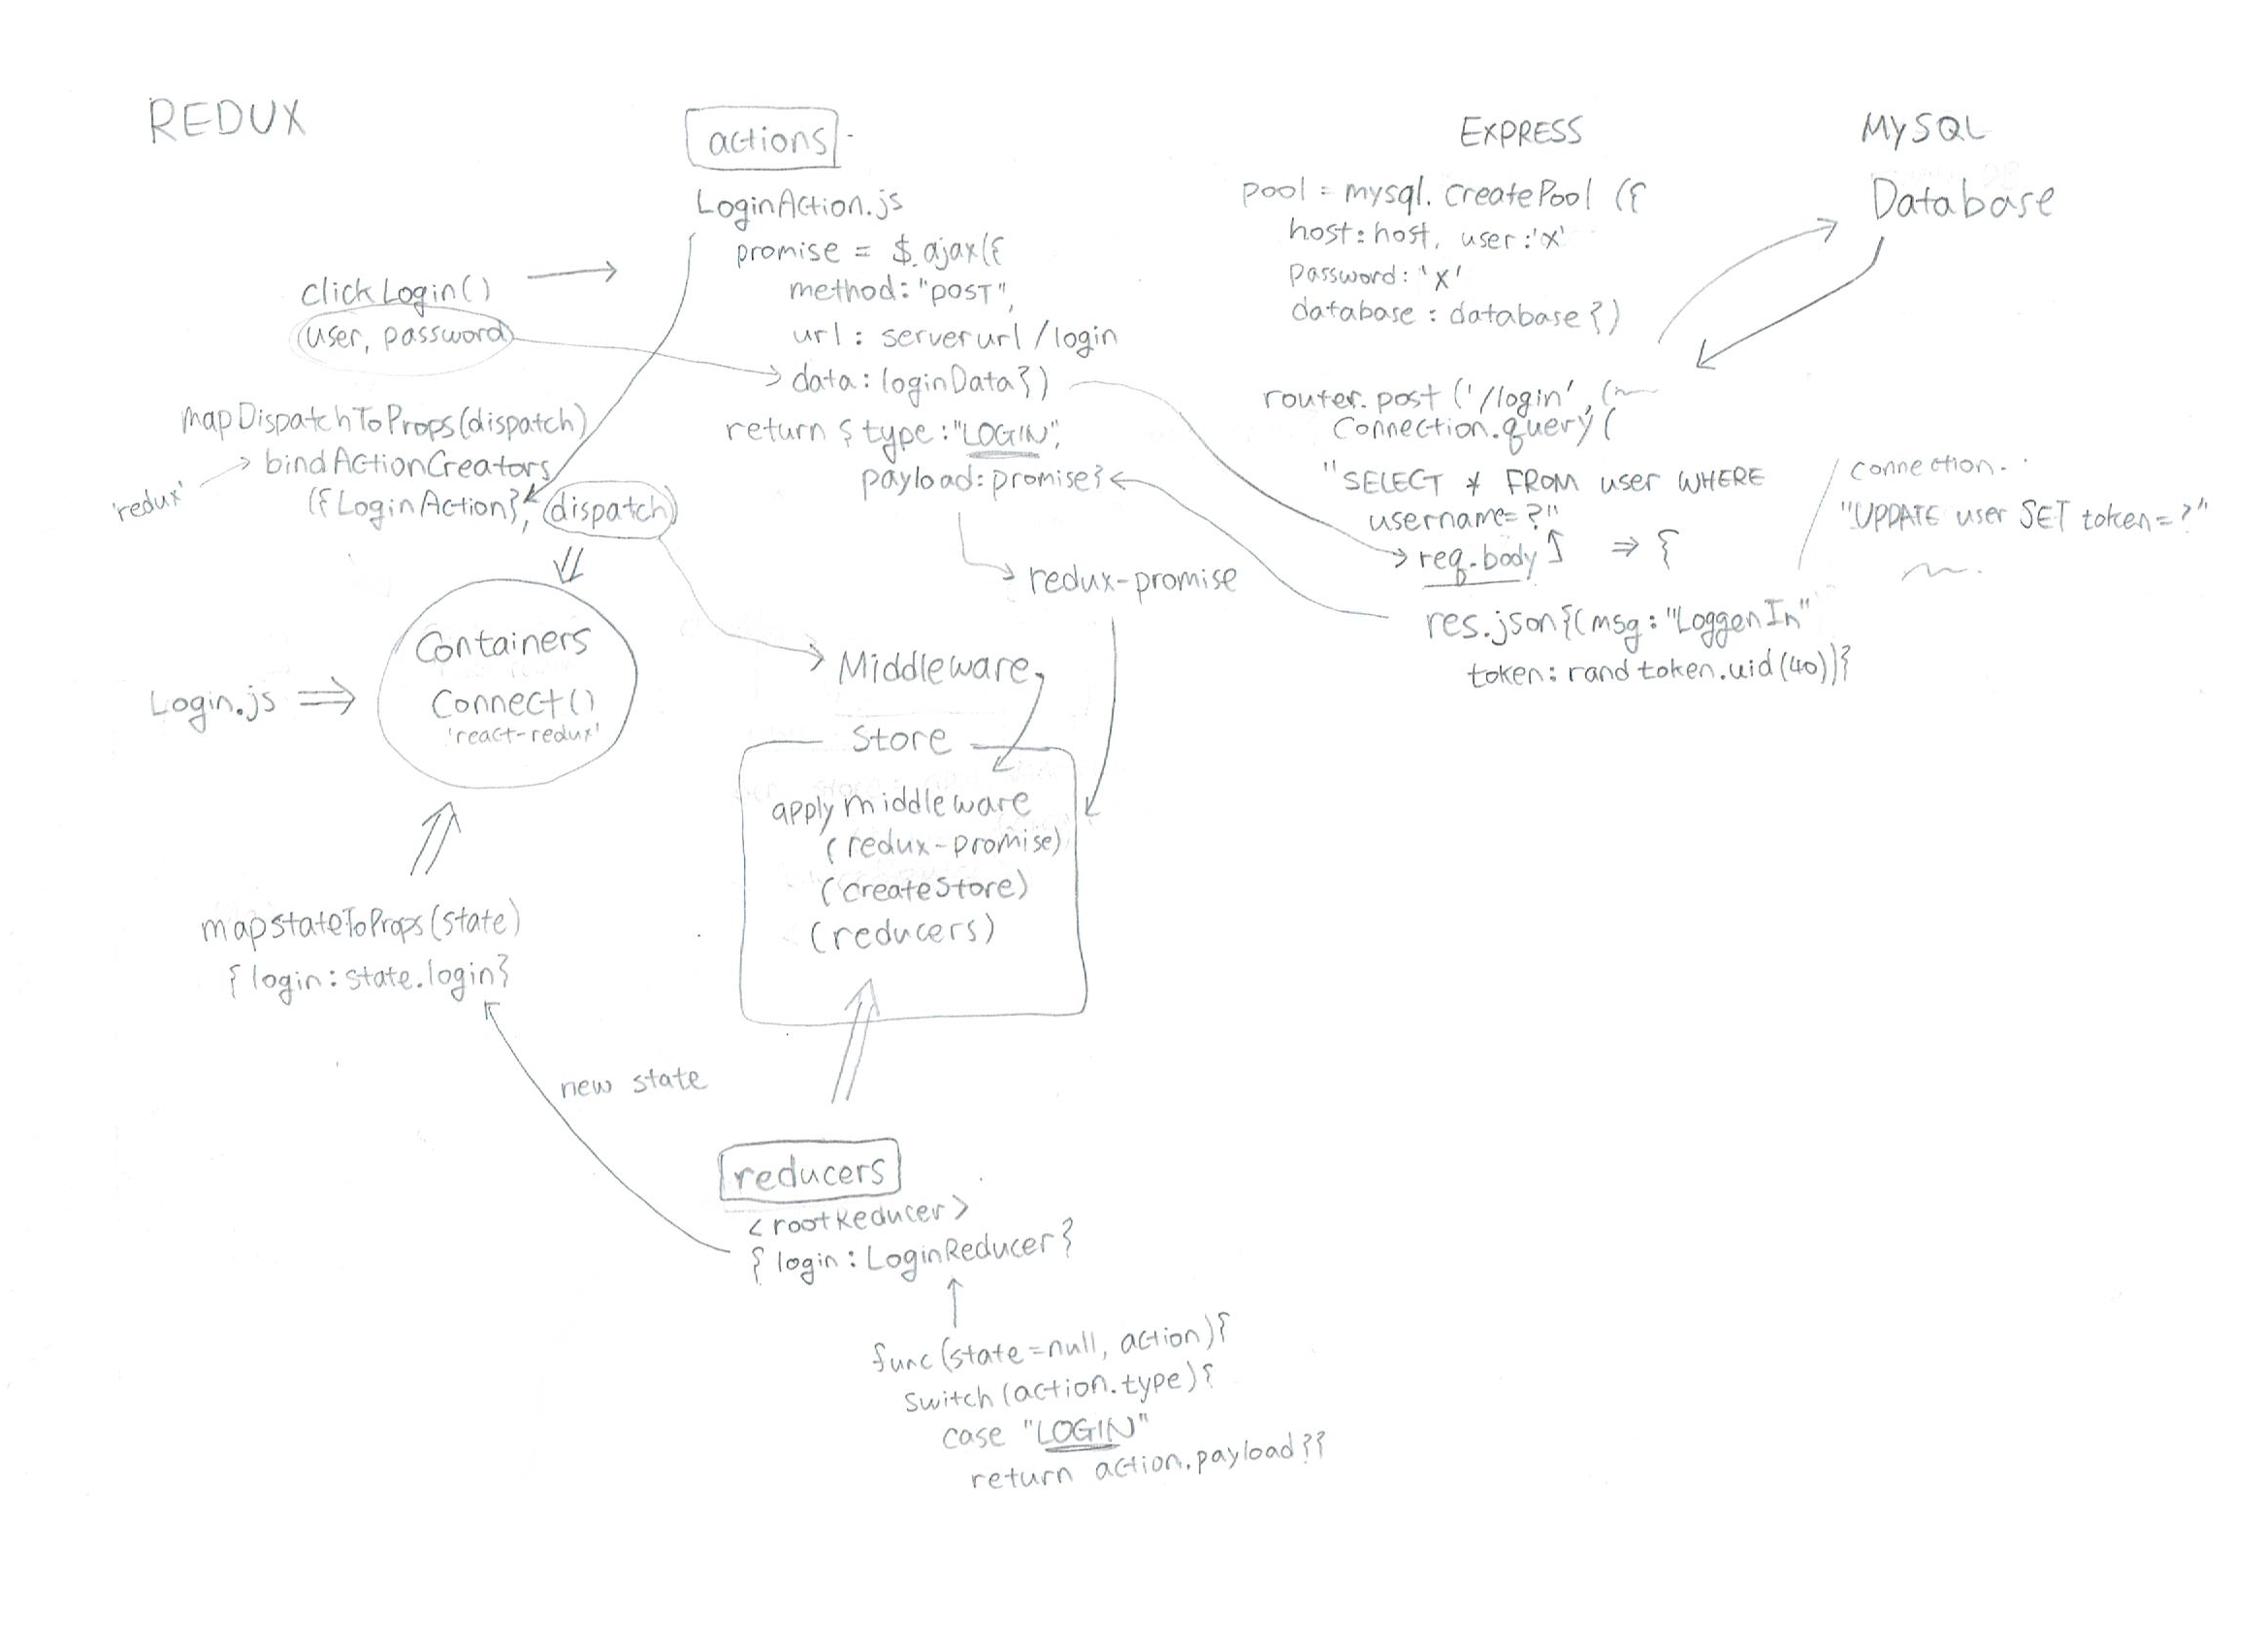 REDUX
clickLogin()
(user, password)
mapDispatchToProps(dispatch)
bindActionCreators
'redux'
({LoginAction}, dispatch)
Login.js
Containers
Connect()
'react-redux'
mapstateToProps(state)
{login:state.login}
new state
actions
LoginAction.js
promise = $.ajax({
method:"POST",
url: serverurl/login
data:loginData})
return {type:"LOGIN",
payload:promise}
redux-promise
Middleware
Store
applymiddleware
(redux-promise)
(createStore)
(reducers)
reducers
<rootReducer>
{login:LoginReducer}
func(state=null, action){
switch(action.type){
case "LOGIN"
return action.payload}}
EXPRESS
pool = mysql.createPool({
host:host, user:'x'
password:'x'
database:database})
router.post('/login', (
Connection.query(
"SELECT * FROM user WHERE
username=?"
req.body] ⇒ {
res.json{(msg:"LoggenIn"
token:randtoken.uid(40))}
MYSQL
Database
connection..
"UPDATE user SET token=?"